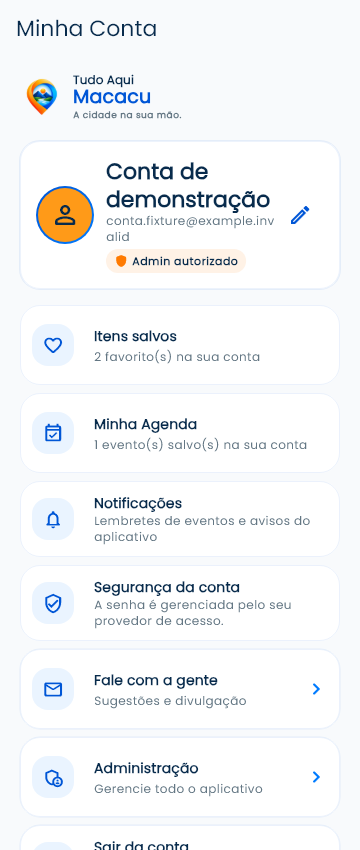 Minha Conta
Tudo Aqui
Macacu
A cidade na sua mão.
Conta de
demonstração
conta.fixture@example.inv
alid
Admin autorizado
Itens salvos
2 favorito(s) na sua conta
Minha Agenda
1 evento(s) salvo(s) na sua conta
Notificações
Lembretes de eventos e avisos do
aplicativo
Segurança da conta
A senha é gerenciada pelo seu
provedor de acesso.
Fale com a gente
Sugestões e divulgação
Administração
Gerencie todo o aplicativo
Sair da conta